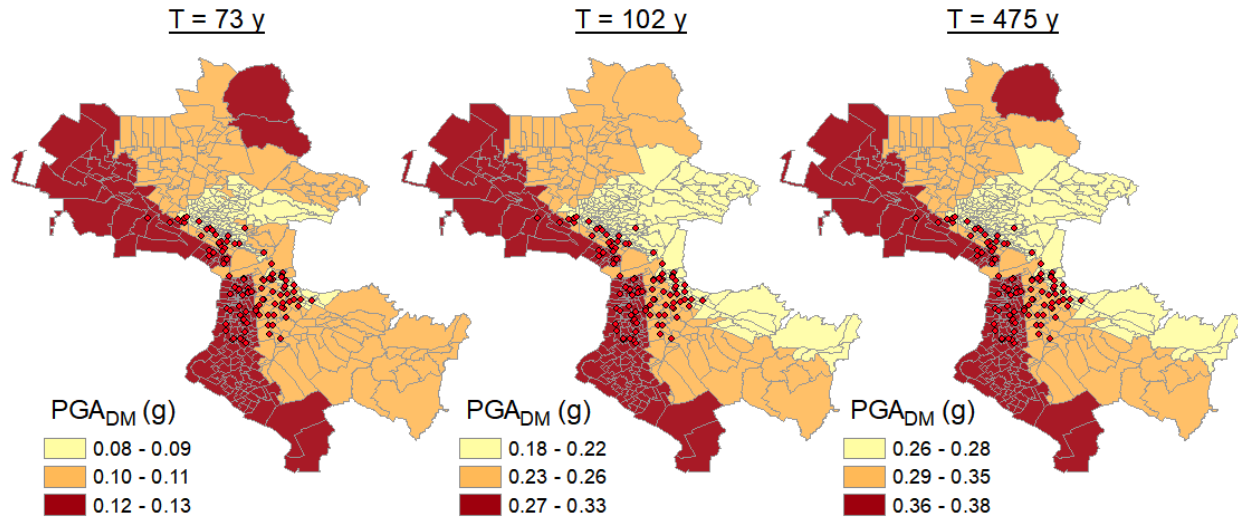 T = 73 y
T = 102 y
T = 475 y
PGADM (g)
0.08 - 0.09
0.10 - 0.11
0.12 - 0.13
PGADM (g)
0.18 - 0.22
0.23 - 0.26
0.27 - 0.33
PGADM (g)
0.26 - 0.28
0.29 - 0.35
0.36 - 0.38